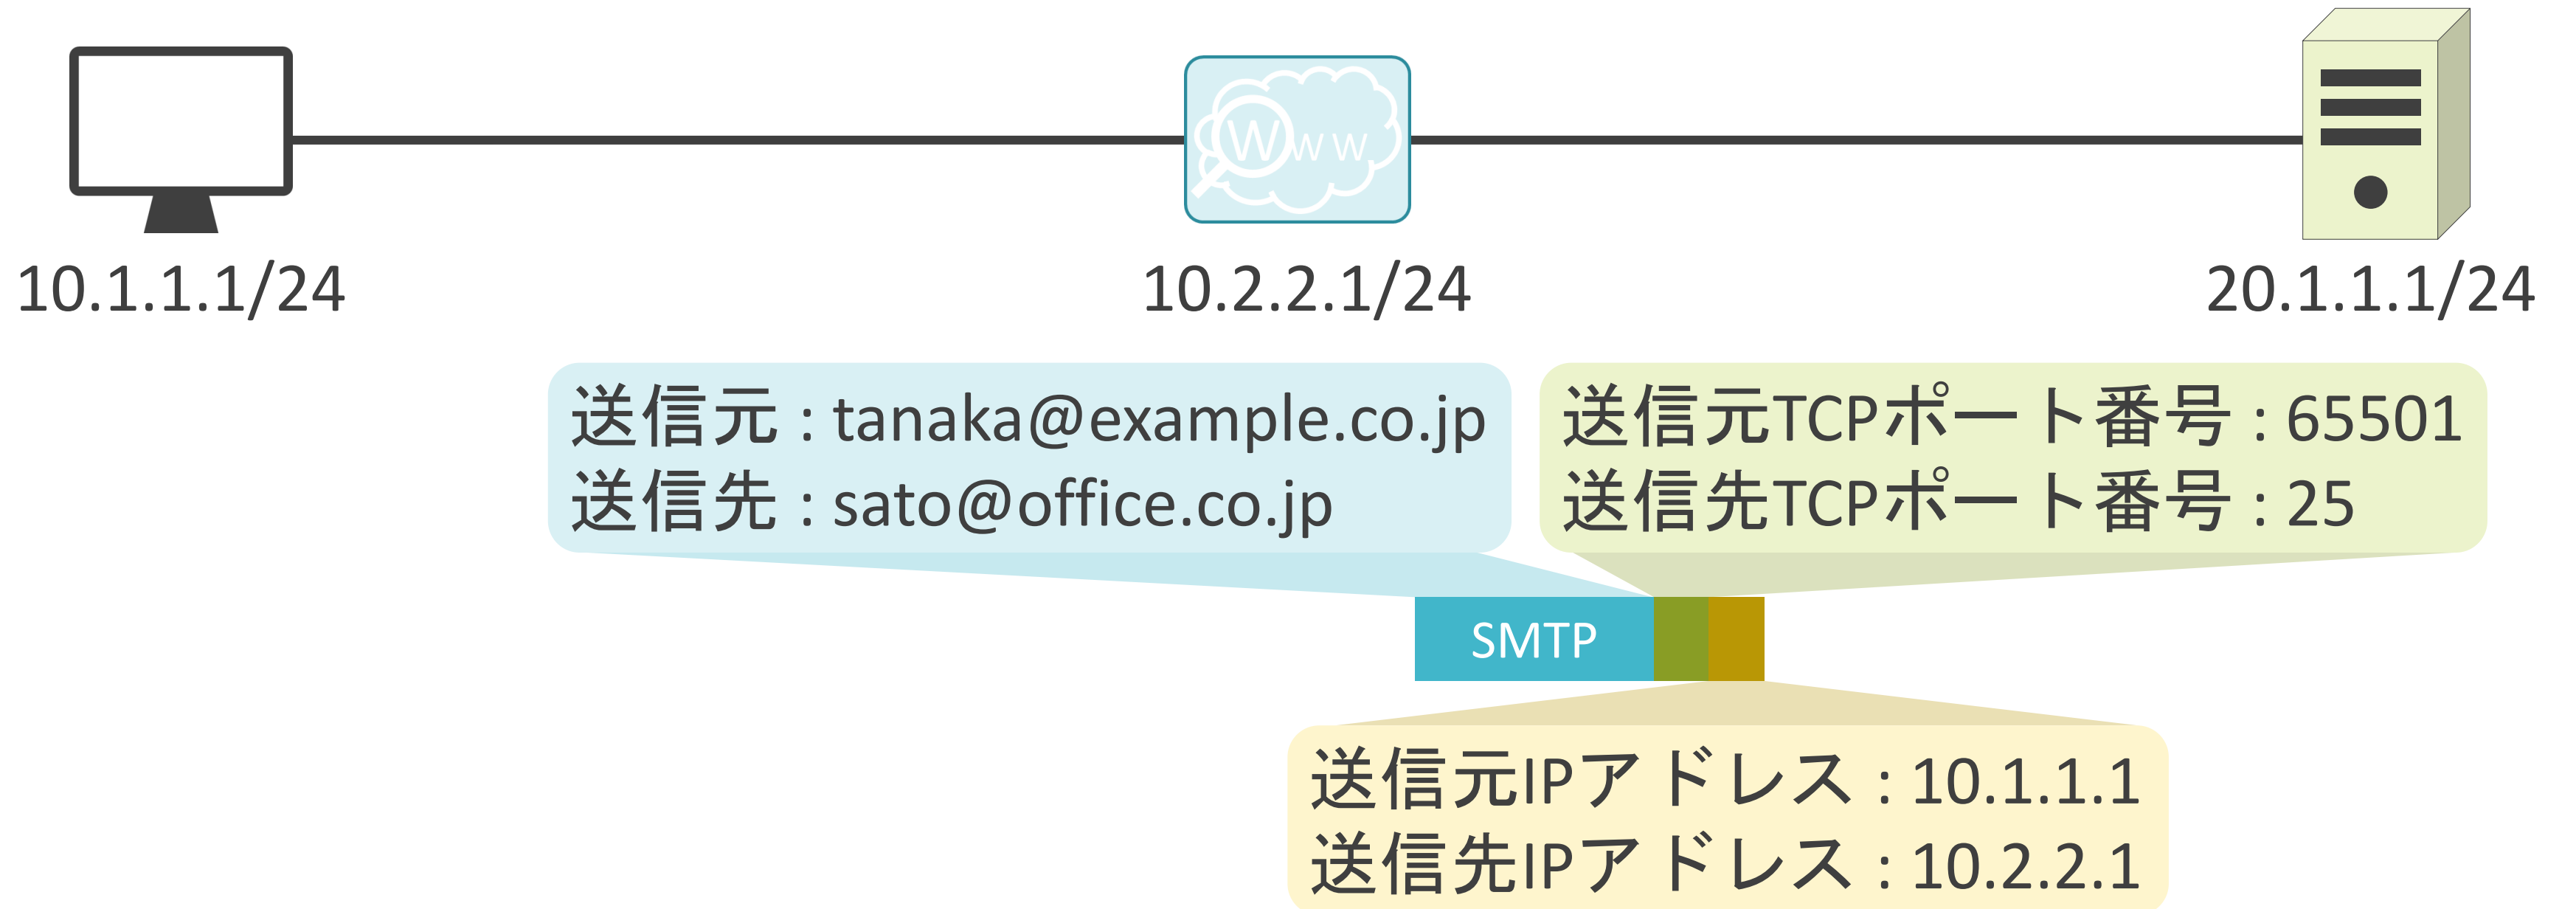 W w w
10.1.1.1/24
10.2.2.1/24
20.1.1.1/24
送信元 : tanaka@example.co.jp
送信先 : sato@office.co.jp
送信元TCPポート番号 : 65501
送信先TCPポート番号 : 25
SMTP
送信元IPアドレス : 10.1.1.1
送信先IPアドレス : 10.2.2.1